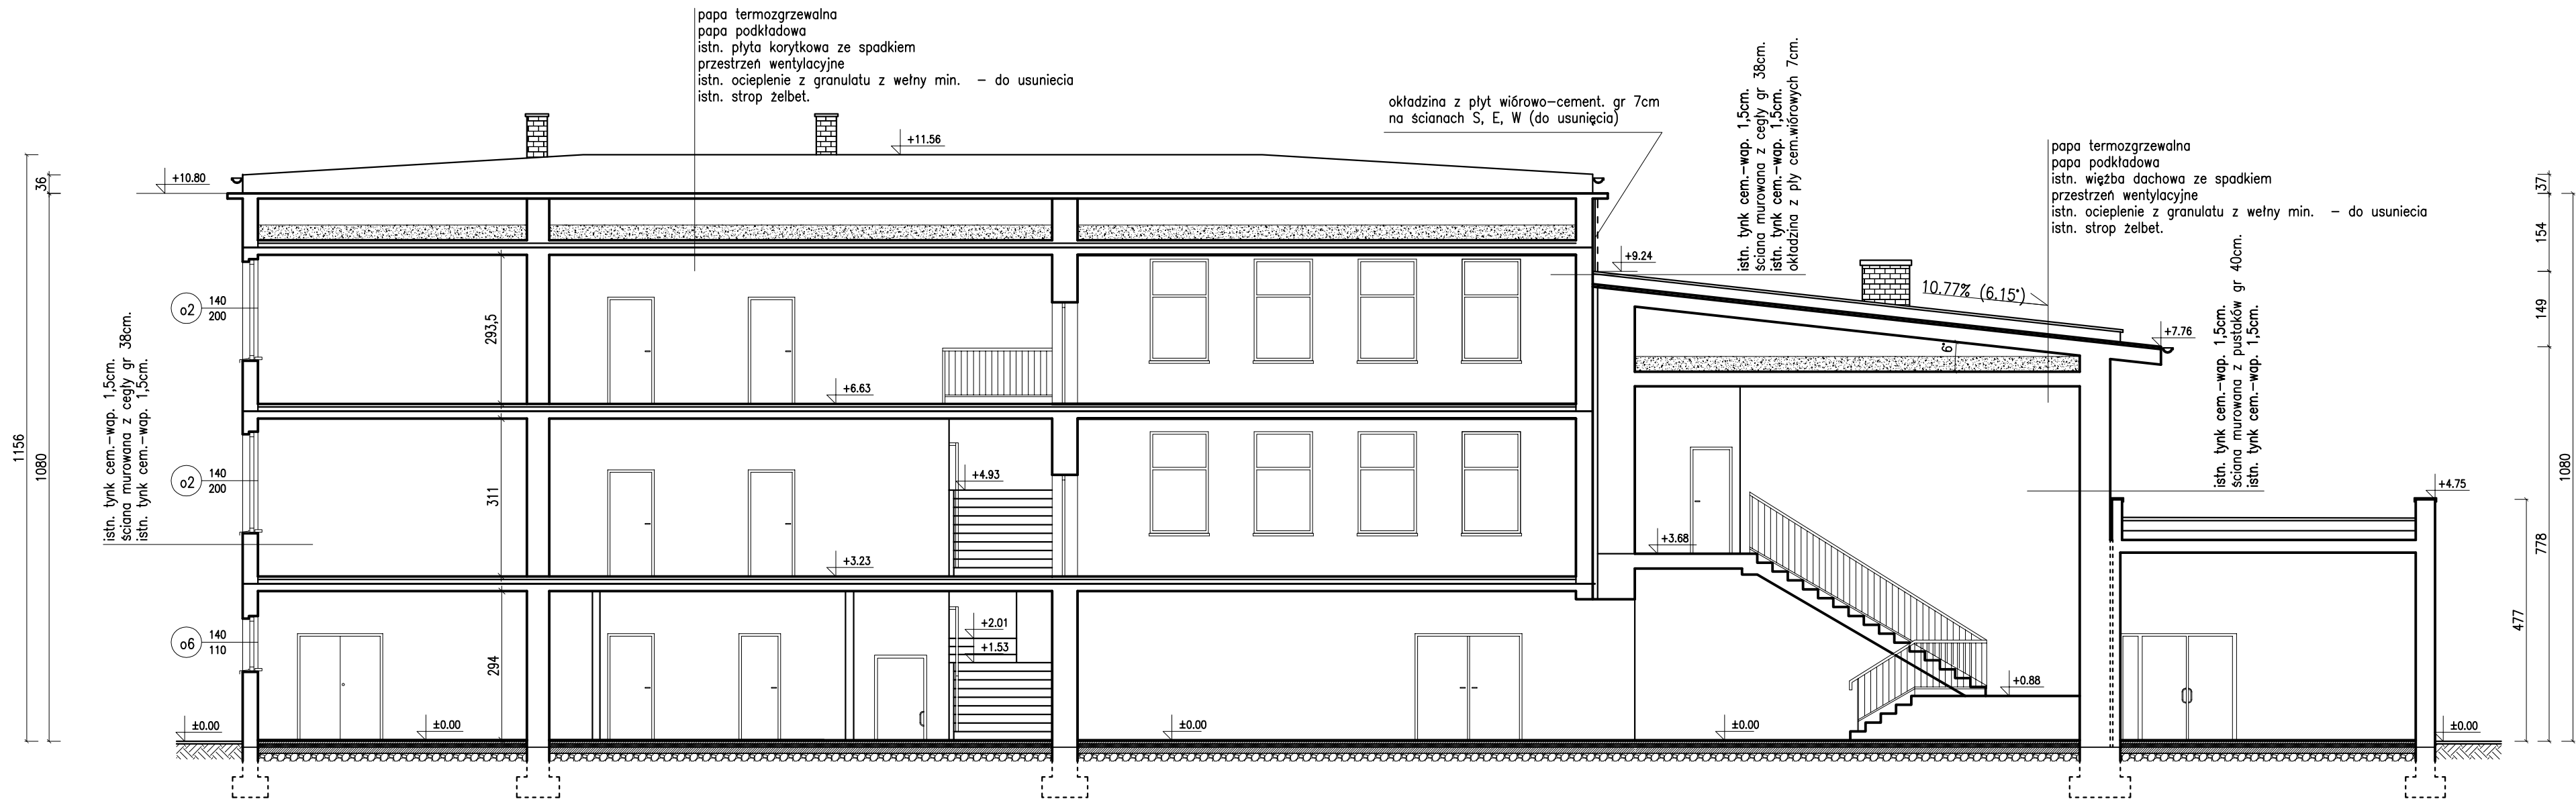 papa termozgrzewalna
papa podkładowa
istn. płyta korytkowa ze spadkiem
przestrzeń wentylacyjne
istn. ocieplenie z granulatu z wełny min. – do usuniecia
istn. strop żelbet.
okładzina z płyt wiórowo–cement. gr 7cm
na ścianach S, E, W (do usunięcia)
istn. tynk cem.–wap. 1,5cm.
ściana murowana z cegły gr 38cm.
istn. tynk cem.–wap. 1,5cm.
okładzina z pły cem.wiórowych 7cm.
papa termozgrzewalna
papa podkładowa
istn. więźba dachowa ze spadkiem
przestrzeń wentylacyjne
istn. ocieplenie z granulatu z wełny min. – do usuniecia
istn. strop żelbet.
istn. tynk cem.–wap. 1,5cm.
ściana murowana z pustaków gr 40cm.
istn. tynk cem.–wap. 1,5cm.
istn. tynk cem.–wap. 1,5cm.
ściana murowana z cegły gr 38cm.
istn. tynk cem.–wap. 1,5cm.
+11.56
+10.80
+9.24
10.77% (6.15°)
+7.76
6°
36
1156
1080
37
154
149
1080
778
477
o2
140
200
293,5
+6.63
o2
140
200
311
+4.93
+3.23
+3.68
+4.75
o6
140
110
294
+2.01
+1.53
+0.88
±0.00
±0.00
±0.00
±0.00
±0.00